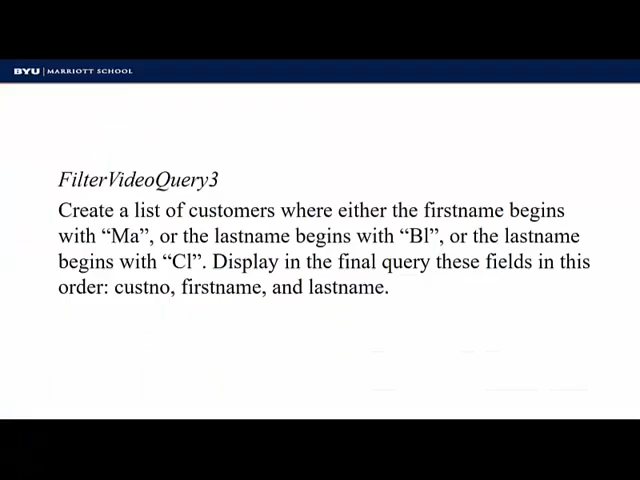 BYU | MARRIOTT SCHOOL
FilterVideoQuery3
Create a list of customers where either the firstname begins
with “Ma”, or the lastname begins with “Bl”, or the lastname
begins with “Cl”. Display in the final query these fields in this
order: custno, firstname, and lastname.